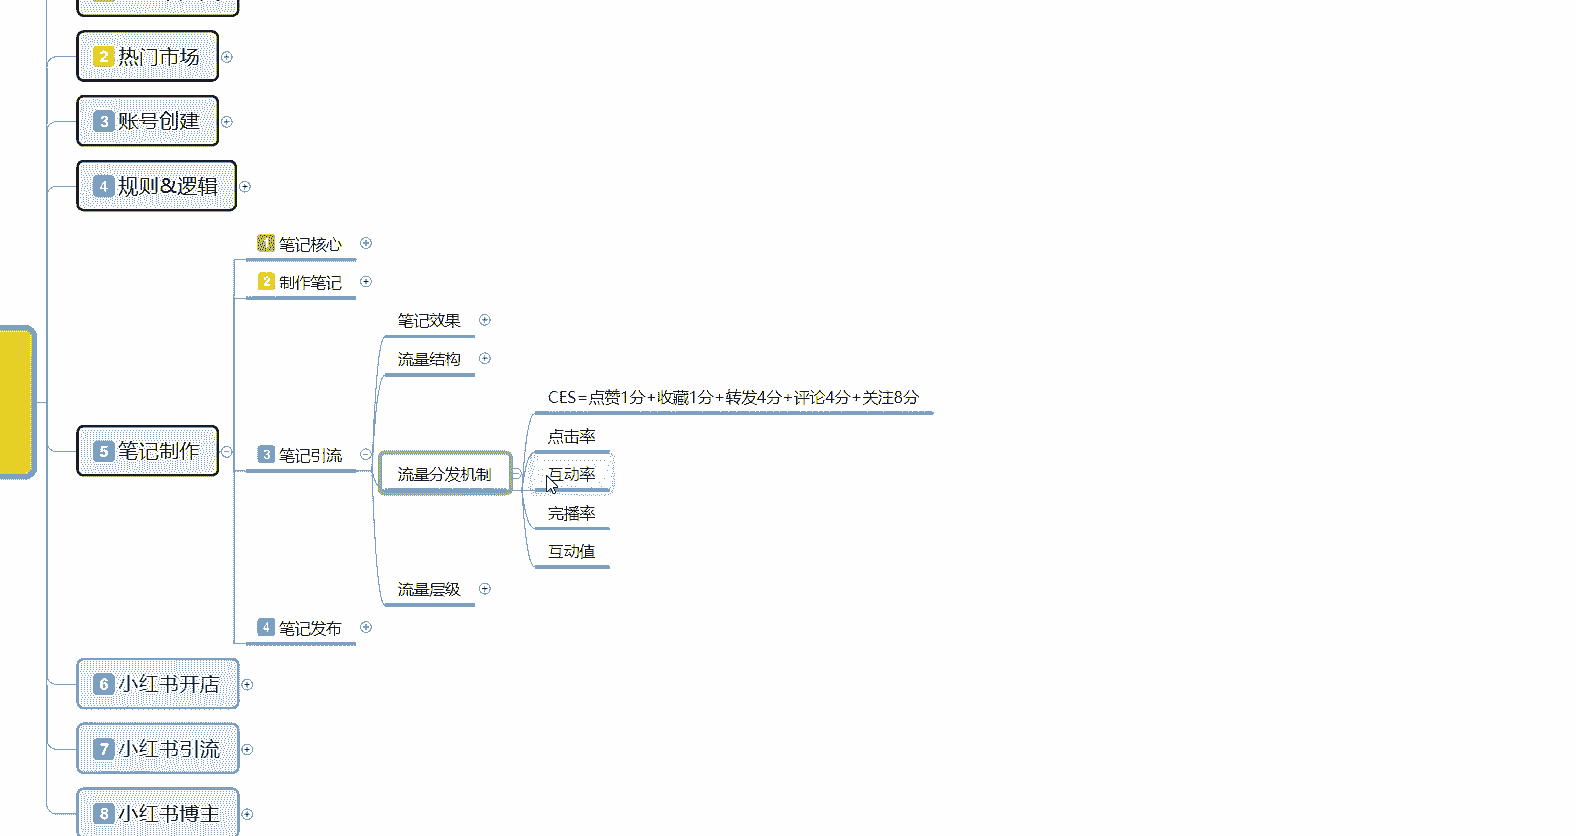 2 热门市场
3 账号创建
4 规则&逻辑
5 笔记制作
1 笔记核心
2 制作笔记
3 笔记引流
笔记效果
流量结构
流量分发机制
CES=点赞1分+收藏1分+转发4分+评论4分+关注8分
点击率
互动率
完播率
互动值
流量层级
4 笔记发布
6 小红书开店
7 小红书引流
8 小红书博主